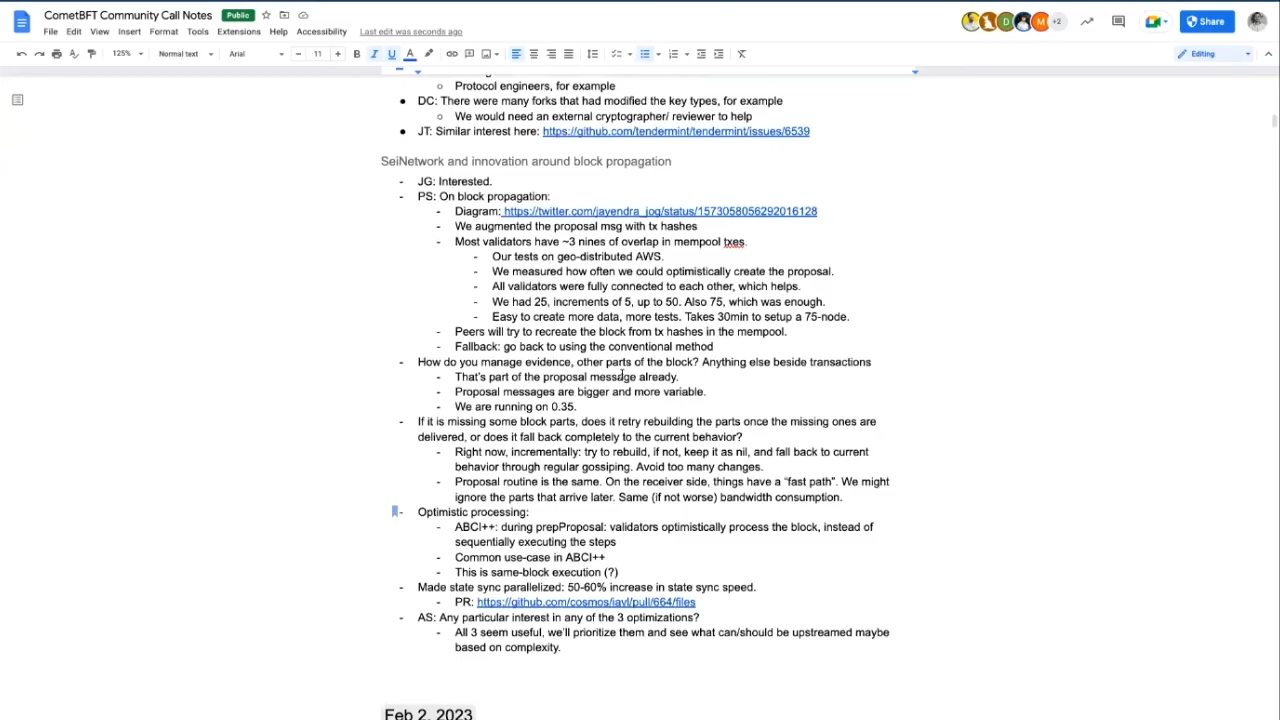 CometBFT Community Call Notes Public
+2
Share
File Edit View Insert Format Tools Extensions Help Accessibility Last edit was seconds ago
125% Normal text Arial 11 B I U A Editing
Protocol engineers, for example
DC: There were many forks that had modified the key types, for example
We would need an external cryptographer/ reviewer to help
JT: Similar interest here: https://github.com/tendermint/tendermint/issues/6539
SeiNetwork and innovation around block propagation
- JG: Interested.
- PS: On block propagation:
- Diagram: https://twitter.com/jayendra_jog/status/1573058056292016128
- We augmented the proposal msg with tx hashes
- Most validators have ~3 nines of overlap in mempool txes.
- Our tests on geo-distributed AWS.
- We measured how often we could optimistically create the proposal.
- All validators were fully connected to each other, which helps.
- We had 25, increments of 5, up to 50. Also 75, which was enough.
- Easy to create more data, more tests. Takes 30min to setup a 75-node.
- Peers will try to recreate the block from tx hashes in the mempool.
- Fallback: go back to using the conventional method
- How do you manage evidence, other parts of the block? Anything else beside transactions
- That's part of the proposal message already.
- Proposal messages are bigger and more variable.
- We are running on 0.35.
- If it is missing some block parts, does it retry rebuilding the parts once the missing ones are
delivered, or does it fall back completely to the current behavior?
- Right now, incrementally: try to rebuild, if not, keep it as nil, and fall back to current
behavior through regular gossiping. Avoid too many changes.
- Proposal routine is the same. On the receiver side, things have a “fast path”. We might
ignore the parts that arrive later. Same (if not worse) bandwidth consumption.
- Optimistic processing:
- ABCI++: during prepProposal: validators optimistically process the block, instead of
sequentially executing the steps
- Common use-case in ABCI++
- This is same-block execution (?)
- Made state sync parallelized: 50-60% increase in state sync speed.
- PR: https://github.com/cosmos/iavl/pull/664/files
- AS: Any particular interest in any of the 3 optimizations?
- All 3 seem useful, we'll prioritize them and see what can/should be upstreamed maybe
based on complexity.
Feb 2, 2023